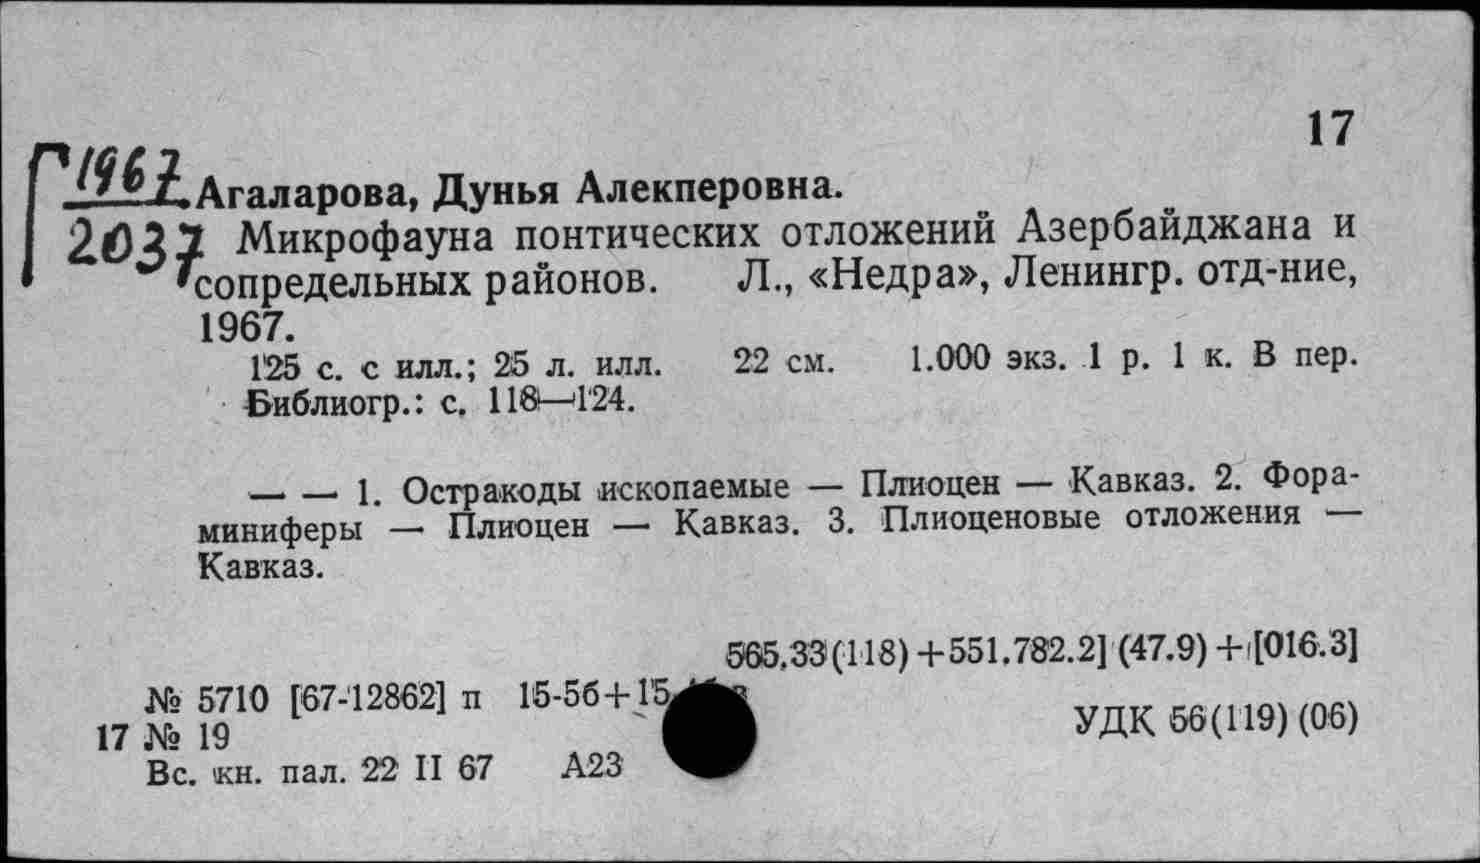 17
Г1967
2037
Агаларова, Дунья Алекперовна.
Микрофауна понтических отложений Азербайджана и
сопредельных районов. Л., «Недра», Ленингр. отд-ние,
1967.
125 с. с илл.; 25 л. илл. 22 см. 1.000 экз. 1 р. 1 к. В пер.
Библиогр.: с. 118—124.
— — 1. Остракоды ископаемые — Плиоцен — Кавказ. 2. Фора-
миниферы — Плиоцен — Кавказ. 3. Плиоценовые отложения —
Кавказ.
565.33(118)+551.782.2] (47.9)+[016.3]
№ 5710 [67-12862] п 15-5б+15
17 № 19
УДК 56(119)(06)
Вс. кн. пал. 22 II 67 А23